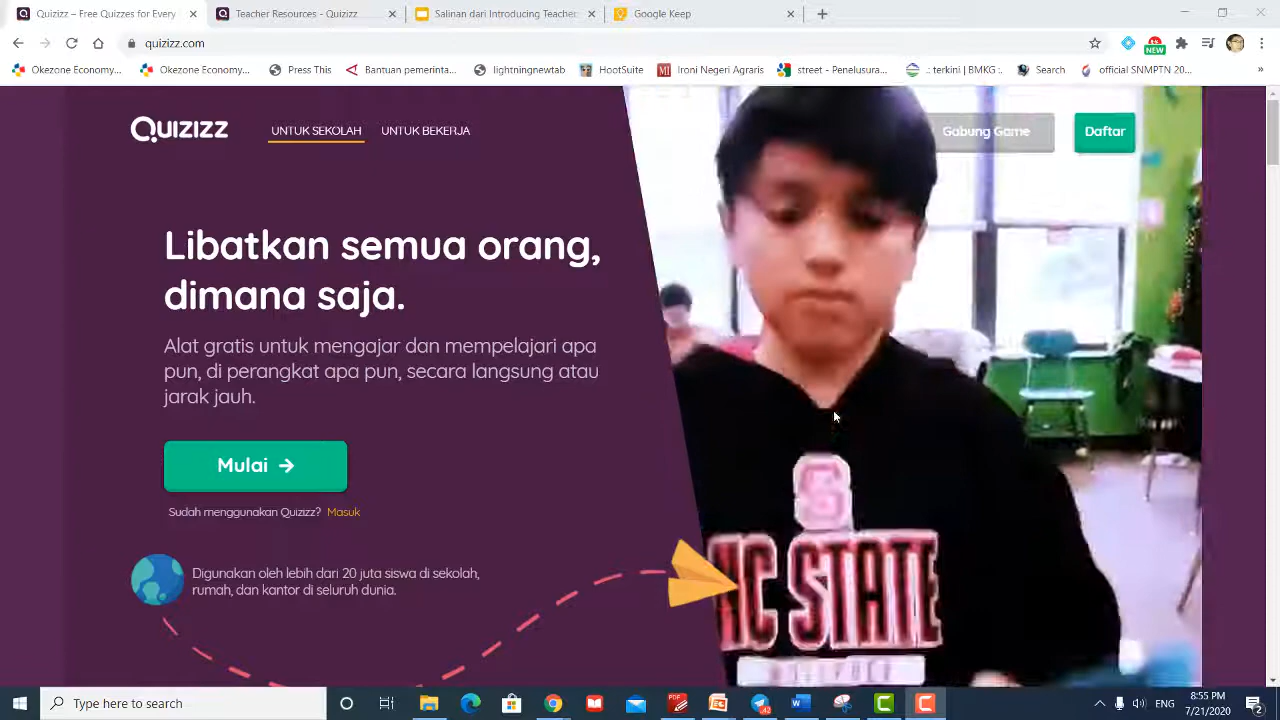 Quizizz – Free Quizzes for Every
Teacher Resources - Quizizz
Salinan dari Introducing Teacher
Google Keep
quizizz.com
NEW
Okezone Economy...
Okezone Economy...
Press This
lightningnewtab
HootSuite
Ironi Negri Agraris
street - Penelusura...
.: terkini | BMKG :.
Search
official SNMPTN 20...
»
Quizizz
UNTUK SEKOLAH
UNTUK BEKERJA
Gabung Game
Daftar
Libatkan semua orang,
dimana saja.
Alat gratis untuk mengajar dan mempelajari apa
pun, di perangkat apa pun, secara langsung atau
jarak jauh.
Mulai →
Sudah menggunakan Quizizz? Masuk
Digunakan oleh lebih dari 20 juta siswa di sekolah,
rumah, dan kantor di seluruh dunia.
S
NC STATE
Type here to search
ENG
8:55 PM
7/21/2020